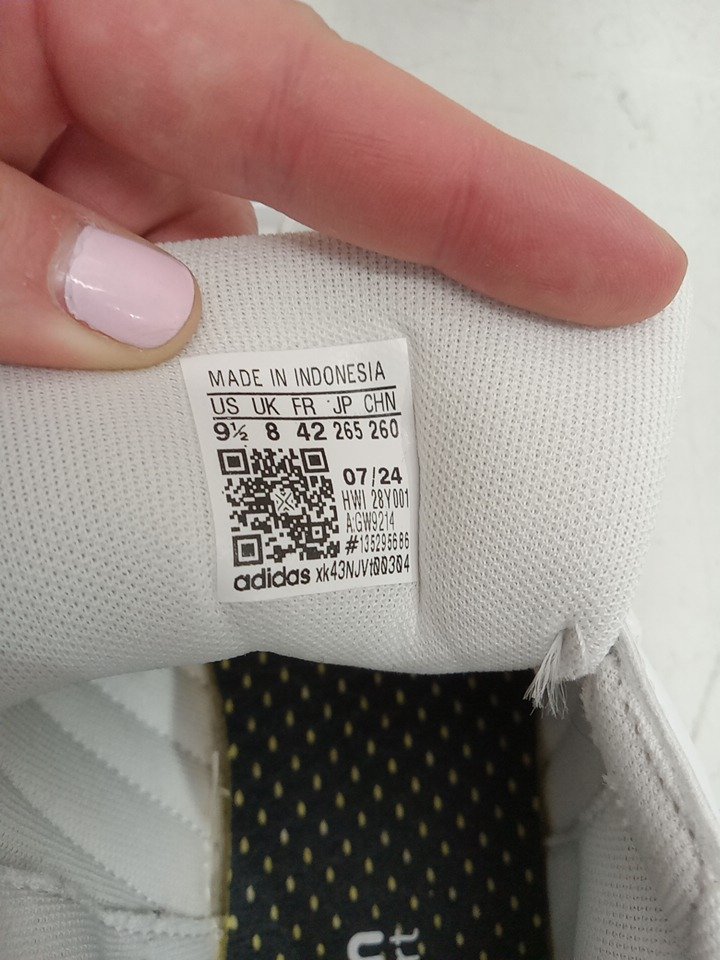 MADE IN INDONESIA
US UK FR JP CHN
9½ 8 42 265 260
07/24
HWI 28Y001
A:GW9214
#135295686
adidas xk43NJVt00304